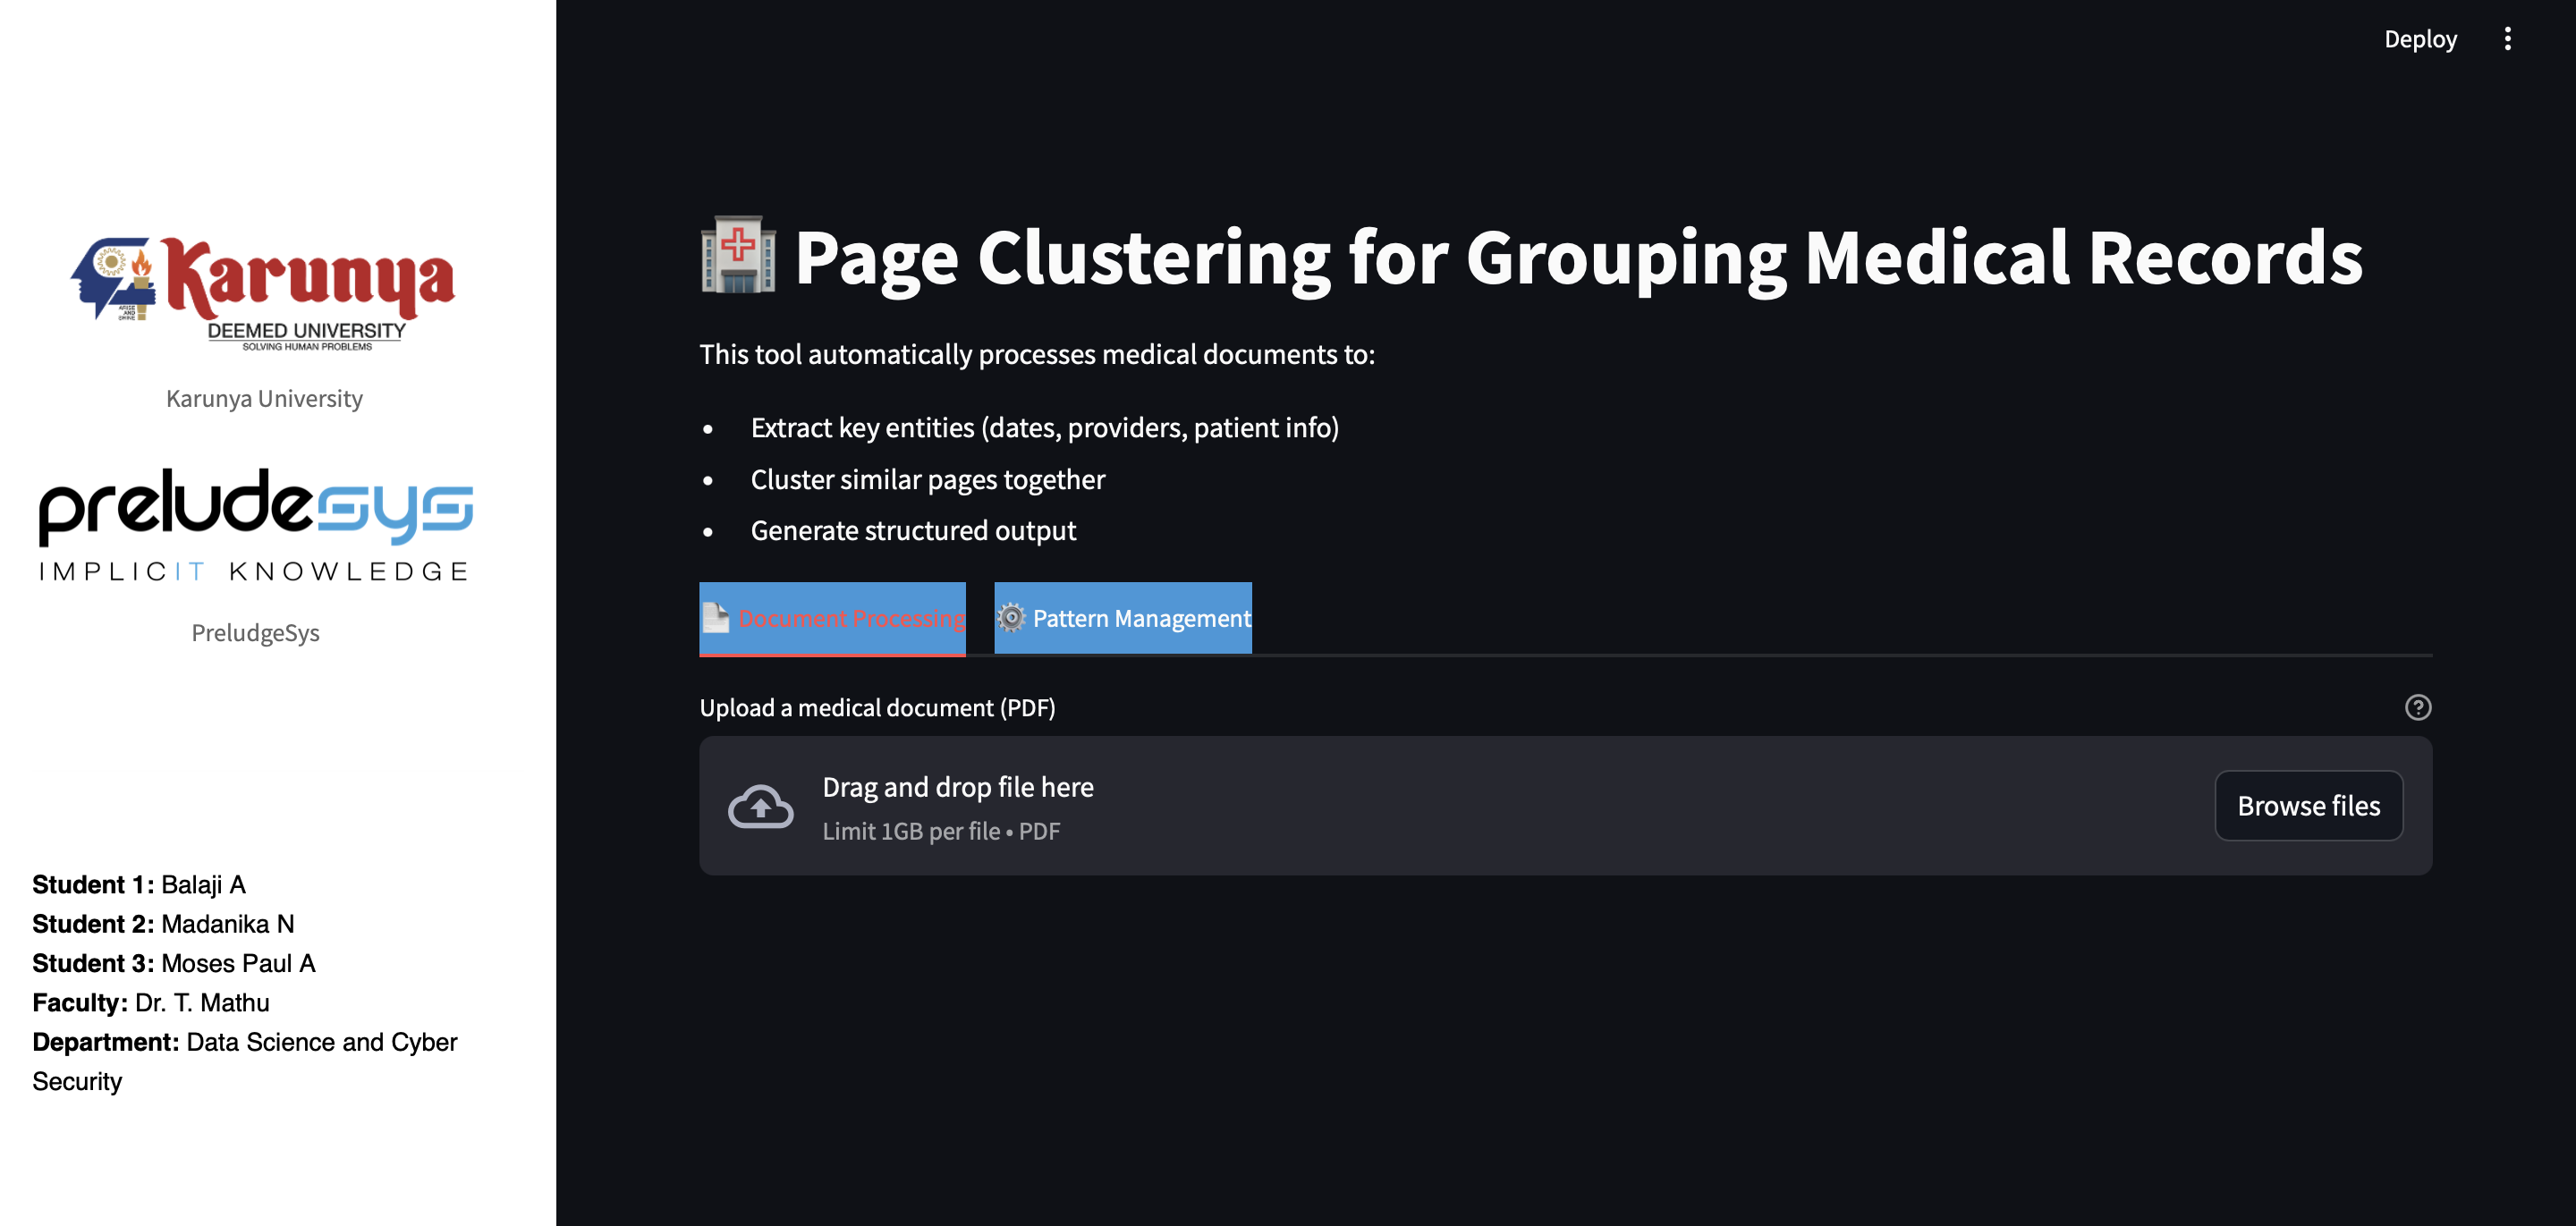 Deploy
Karunya
DEEMED UNIVERSITY
SOLVING HUMAN PROBLEMS
ARISE
AND
SHINE
Karunya University
preludesys
IMPLICIT KNOWLEDGE
PreludgeSys
Student 1: Balaji A
Student 2: Madanika N
Student 3: Moses Paul A
Faculty: Dr. T. Mathu
Department: Data Science and Cyber
Security
Page Clustering for Grouping Medical Records
This tool automatically processes medical documents to:
• Extract key entities (dates, providers, patient info)
• Cluster similar pages together
• Generate structured output
Document Processing
Pattern Management
Upload a medical document (PDF)
Drag and drop file here
Limit 1GB per file • PDF
Browse files